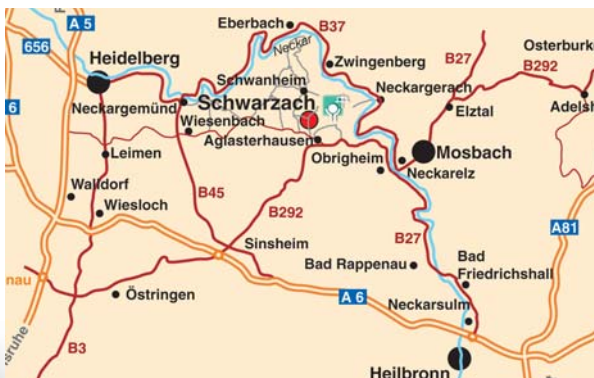 Eberbach
B37
A 5
656
Heidelberg
Neckar
Zwingenberg
B27
Osterburke
B292
Schwanheim
Neckargerach
Neckargemünd
Schwarzach
Elztal
Adelsh
6
Wiesenbach
Aglasterhausen
Mosbach
Leimen
Obrigheim
Neckarelz
Walldorf
B45
Wiesloch
B292
B27
A81
Sinsheim
Bad Rappenau
Bad
Friedrichshall
nau
Östringen
A 6
Neckarsulm
B3
lsruhe
Heilbronn